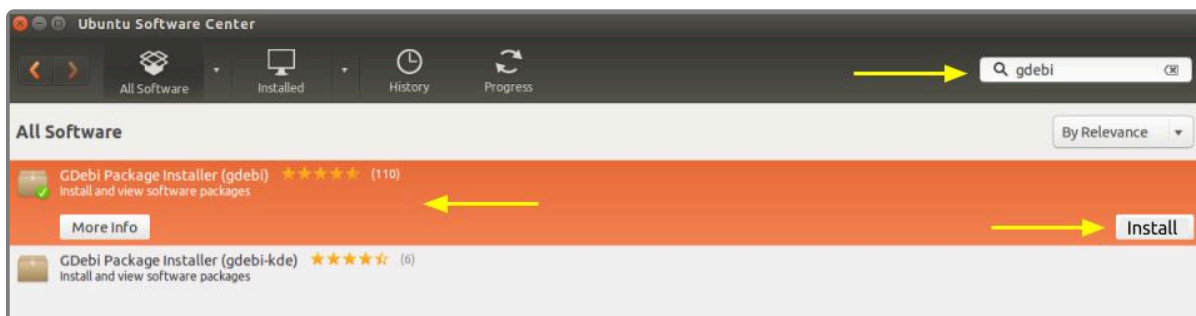 Ubuntu Software Center
All Software
Installed
History
Progress
gdebi
All Software
By Relevance
GDebi Package Installer (gdebi) (110)
Install and view software packages
More Info
Install
GDebi Package Installer (gdebi-kde) (6)
Install and view software packages